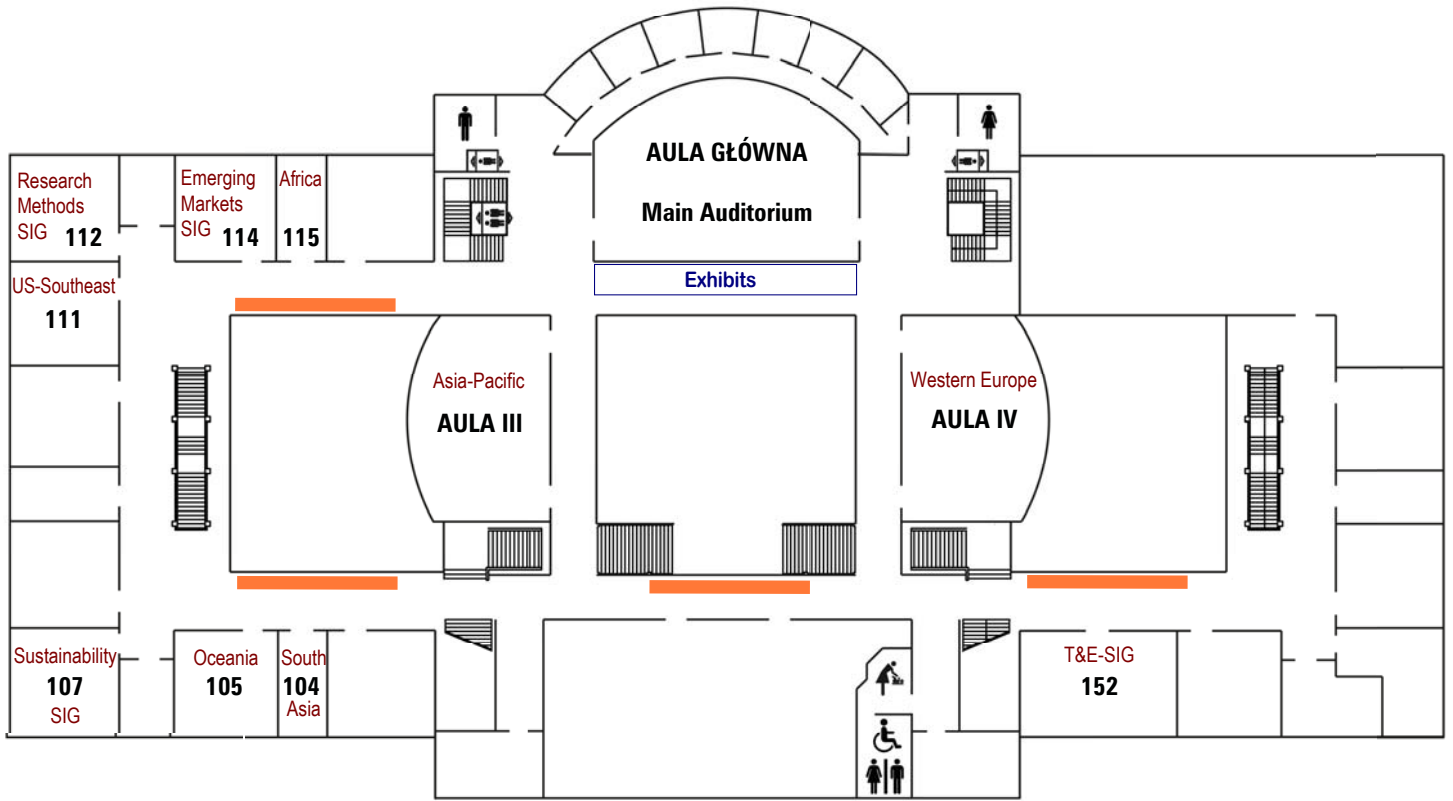 AULA GŁÓWNA
Main Auditorium
Exhibits
Research
Methods
SIG 112
Emerging
Markets
SIG 114
Africa
115
US-Southeast
111
Asia-Pacific
AULA III
Western Europe
AULA IV
Sustainability
107
SIG
Oceania
105
South
104
Asia
T&E-SIG
152